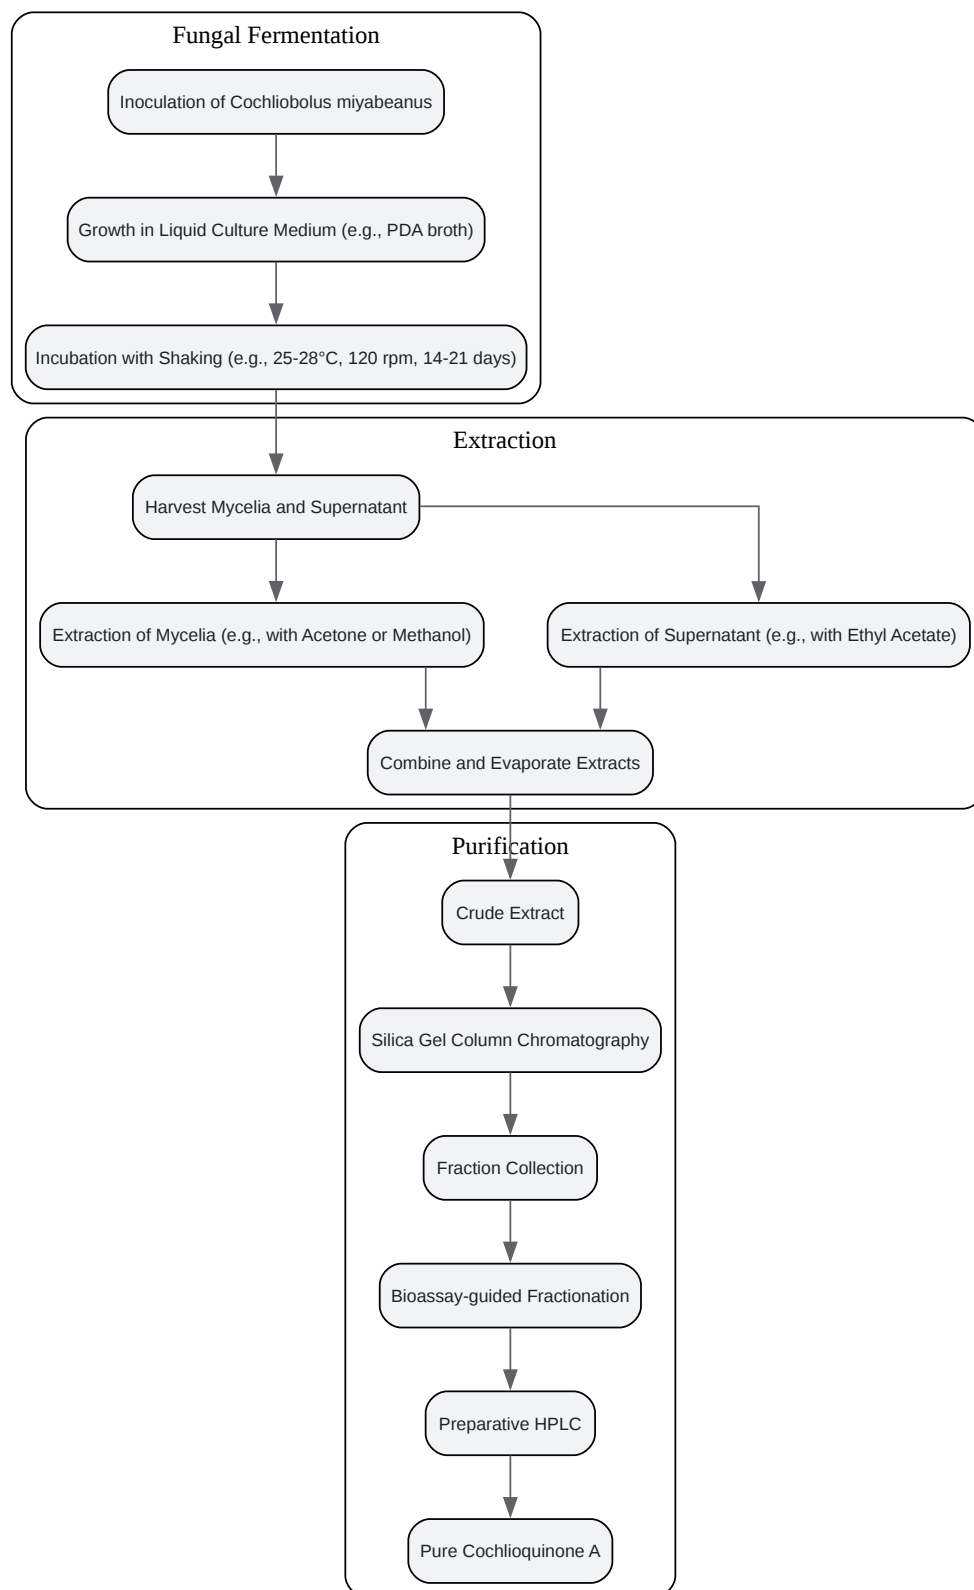 Fungal Fermentation
Inoculation of Cochliobolus miyabeanus
Growth in Liquid Culture Medium (e.g., PDA broth)
Incubation with Shaking (e.g., 25-28°C, 120 rpm, 14-21 days)
Extraction
Harvest Mycelia and Supernatant
Extraction of Mycelia (e.g., with Acetone or Methanol)
Extraction of Supernatant (e.g., with Ethyl Acetate)
Combine and Evaporate Extracts
Purification
Crude Extract
Silica Gel Column Chromatography
Fraction Collection
Bioassay-guided Fractionation
Preparative HPLC
Pure Cochlioquinone A